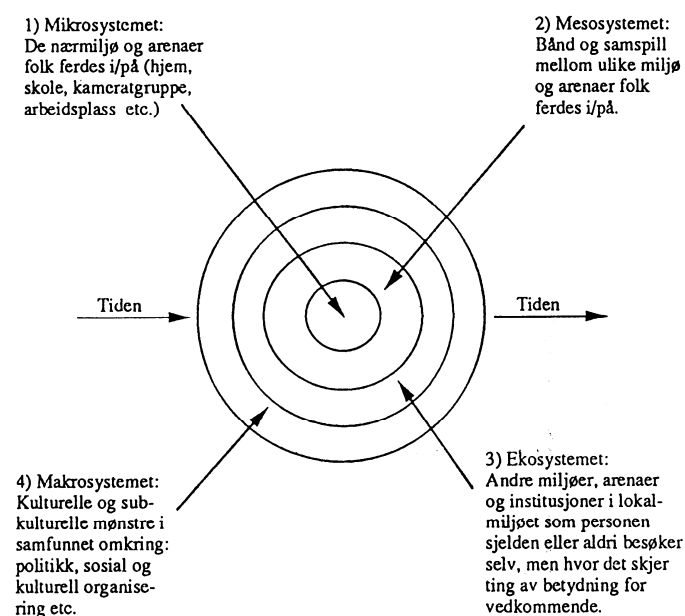 1) Mikrosystemet:
De nærmiljø og arenaer
folk ferdes i/på (hjem,
skole, kameratgruppe,
arbeidsplass etc.)
2) Mesosystemet:
Bånd og samspill
mellom ulike miljø
og arenaer folk
ferdes i/på.
Tiden
Tiden
4) Makrosystemet:
Kulturelle og sub-
kulturelle mønstre i
samfunnet omkring:
politikk, sosial og
kulturell organise-
ring etc.
3) Ekosystemet:
Andre miljøer, arenaer
og institusjoner i lokal-
miljøet som personen
sjelden eller aldri besøker
selv, men hvor det skjer
ting av betydning for
vedkommende.